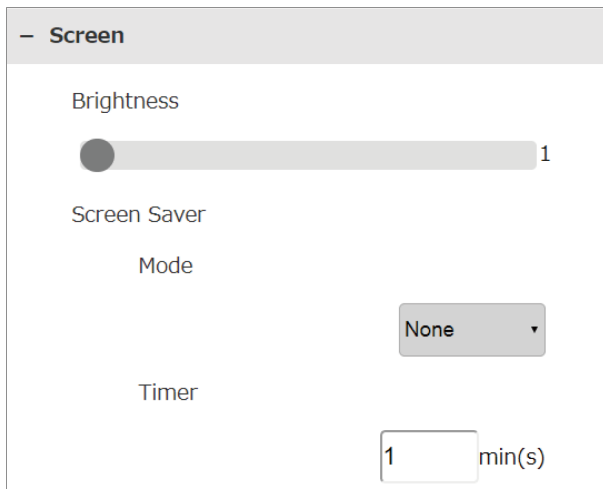 − Screen
Brightness
1
Screen Saver
Mode
None
Timer
1 min(s)